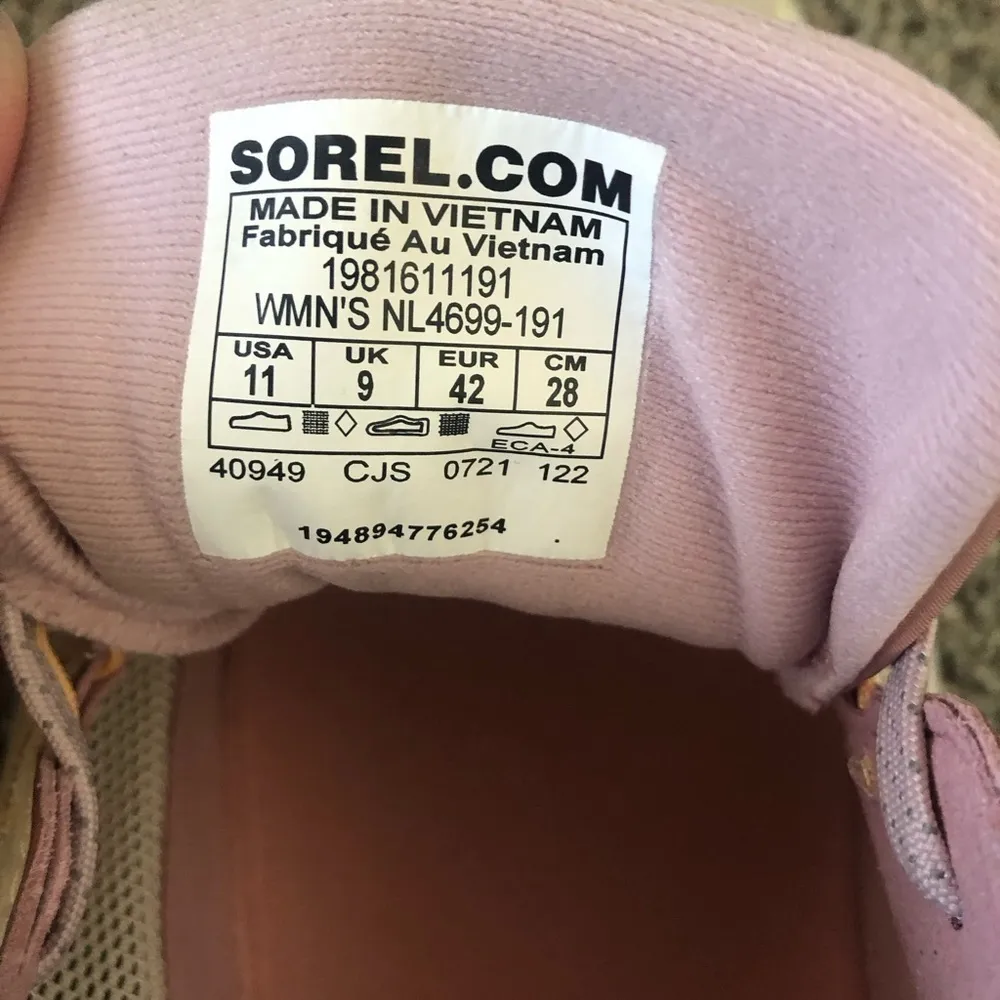 SOREL.COM
MADE IN VIETNAM
Fabriqué Au Vietnam
1981611191
WMN'S NL4699-191
USA UK EUR CM
11 9 42 28
ECA-4
40949 CJS 0721 122
194894776254 .